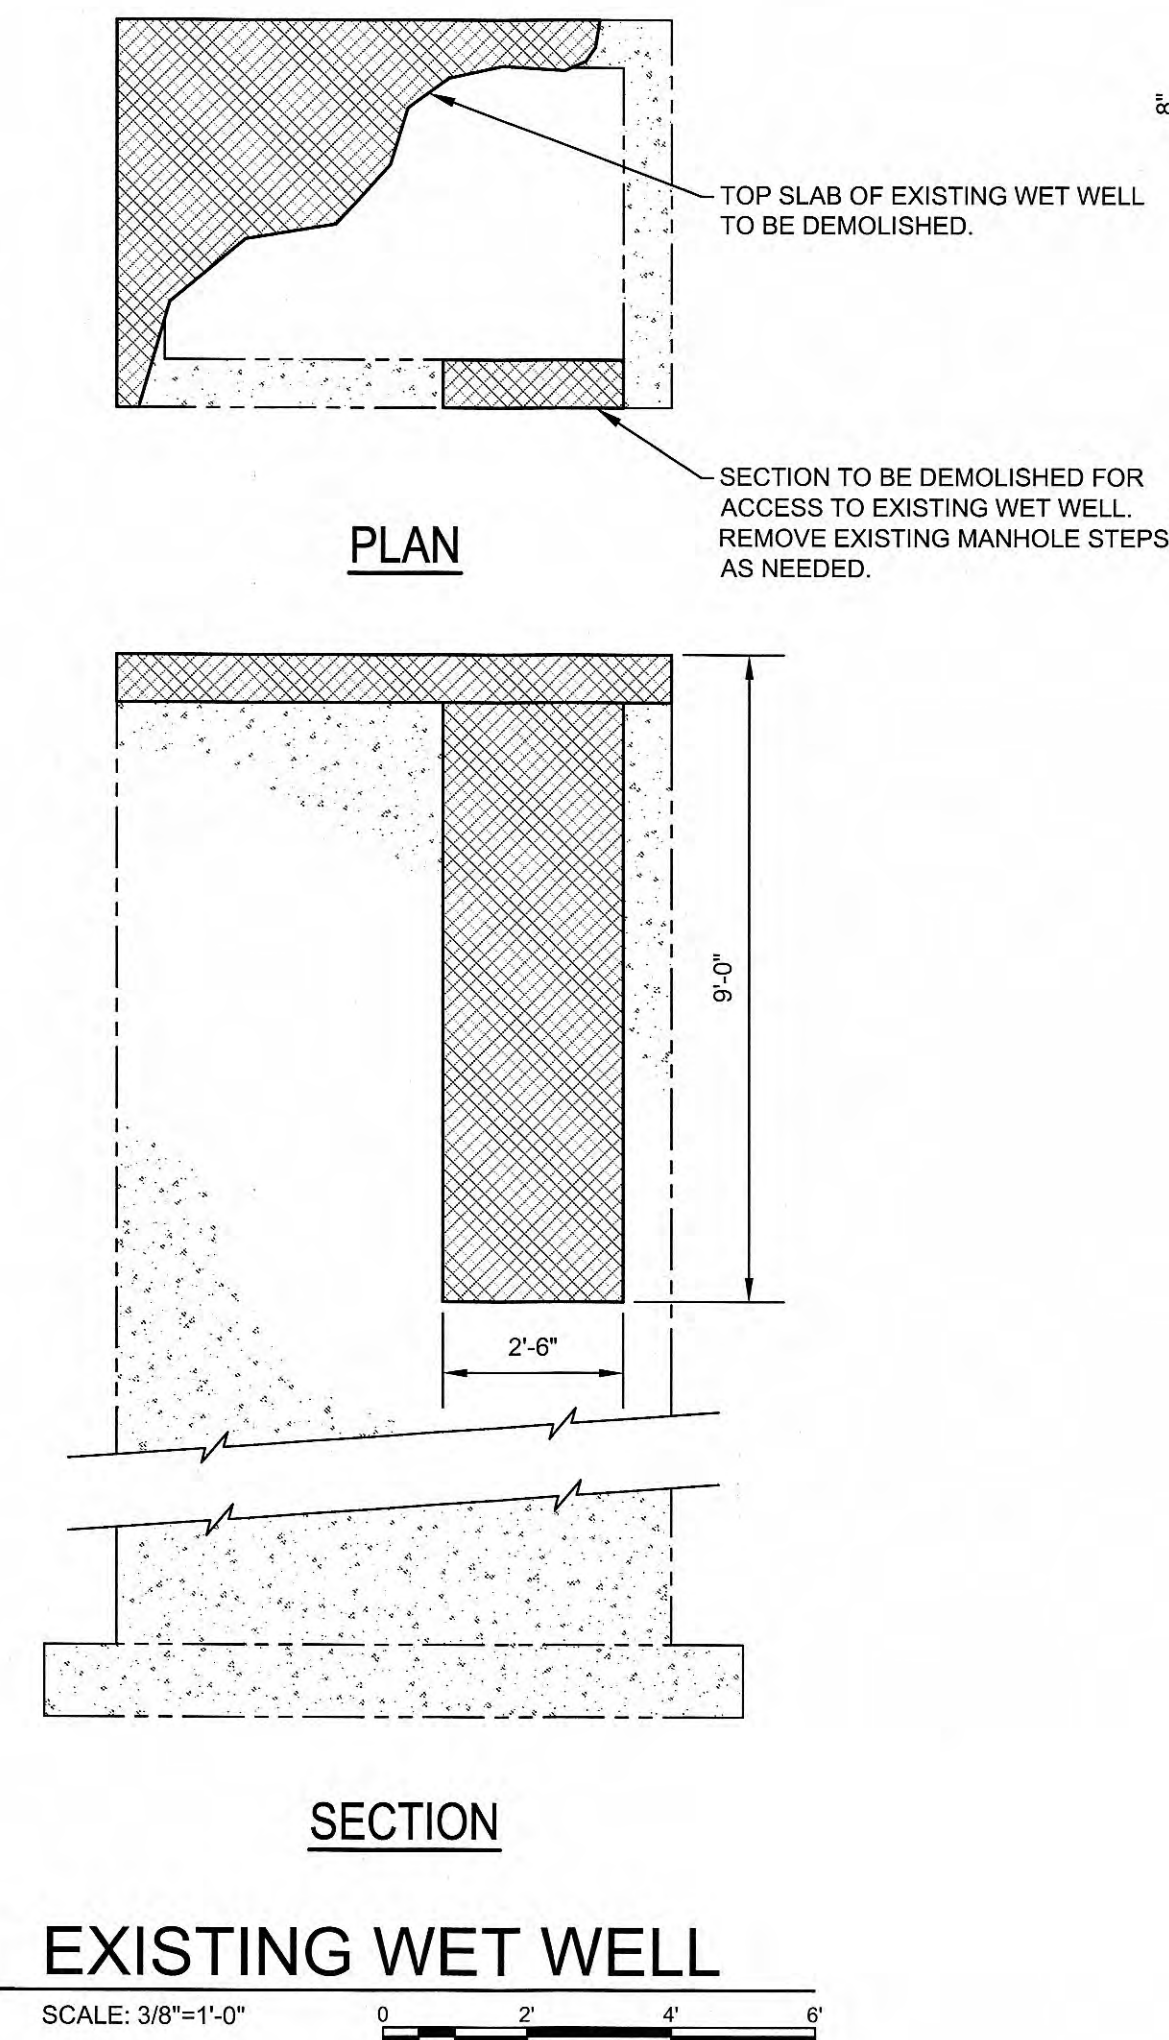 8"
TOP SLAB OF EXISTING WET WELL
TO BE DEMOLISHED.
SECTION TO BE DEMOLISHED FOR
ACCESS TO EXISTING WET WELL.
REMOVE EXISTING MANHOLE STEPS
AS NEEDED.
PLAN
9'-0"
2'-6"
SECTION
EXISTING WET WELL
SCALE: 3/8"=1'-0"
0 2' 4' 6'